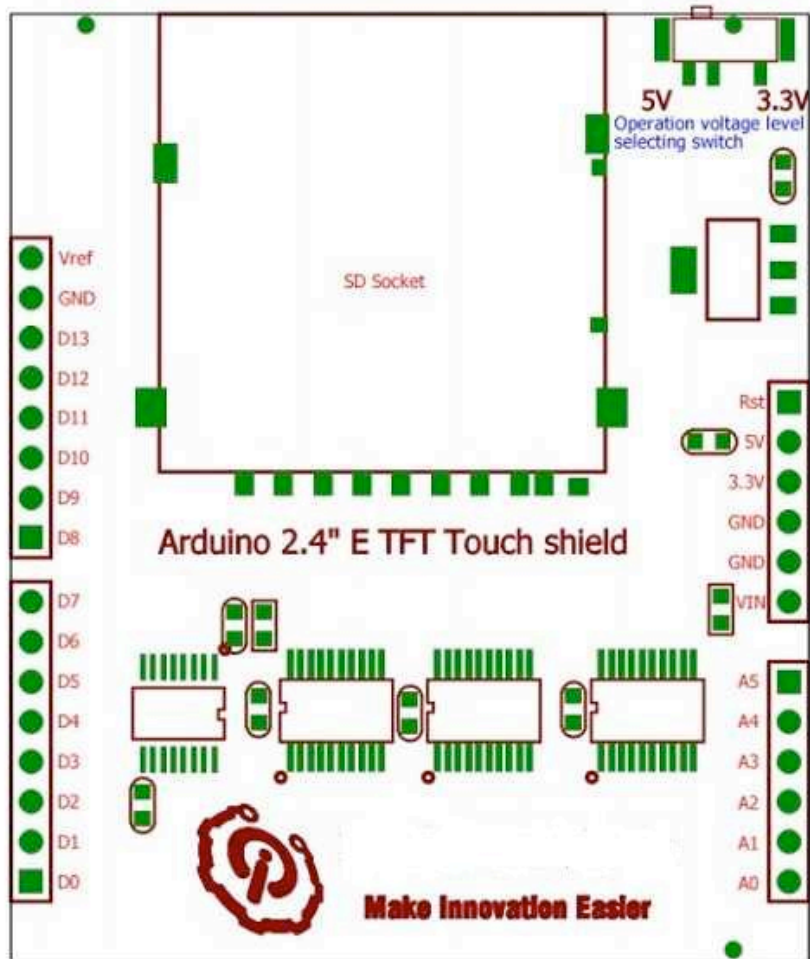 5V
3.3V
Operation voltage level
selecting switch
Vref
GND
D13
D12
D11
D10
D9
D8
SD Socket
Rst
5V
3.3V
GND
GND
VIN
Arduino 2.4" E TFT Touch shield
D7
D6
D5
D4
D3
D2
D1
D0
A5
A4
A3
A2
A1
A0
Make Innovation Easier